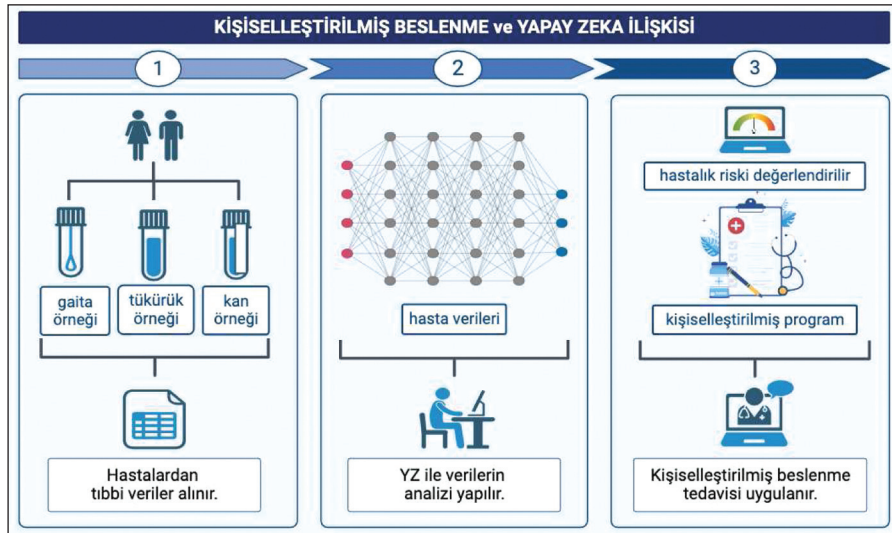 KİŞİSELLEŞTİRİLMİŞ BESLENME ve YAPAY ZEKA İLİŞKİSİ
1
gaita
örneği
tükürük
örneği
kan
örneği
Hastalardan
tıbbi veriler alınır.
2
hasta verileri
YZ ile verilerin
analizi yapılır.
3
hastalık riski değerlendirilir
kişiselleştirilmiş program
Kişiselleştirilmiş beslenme
tedavisi uygulanır.